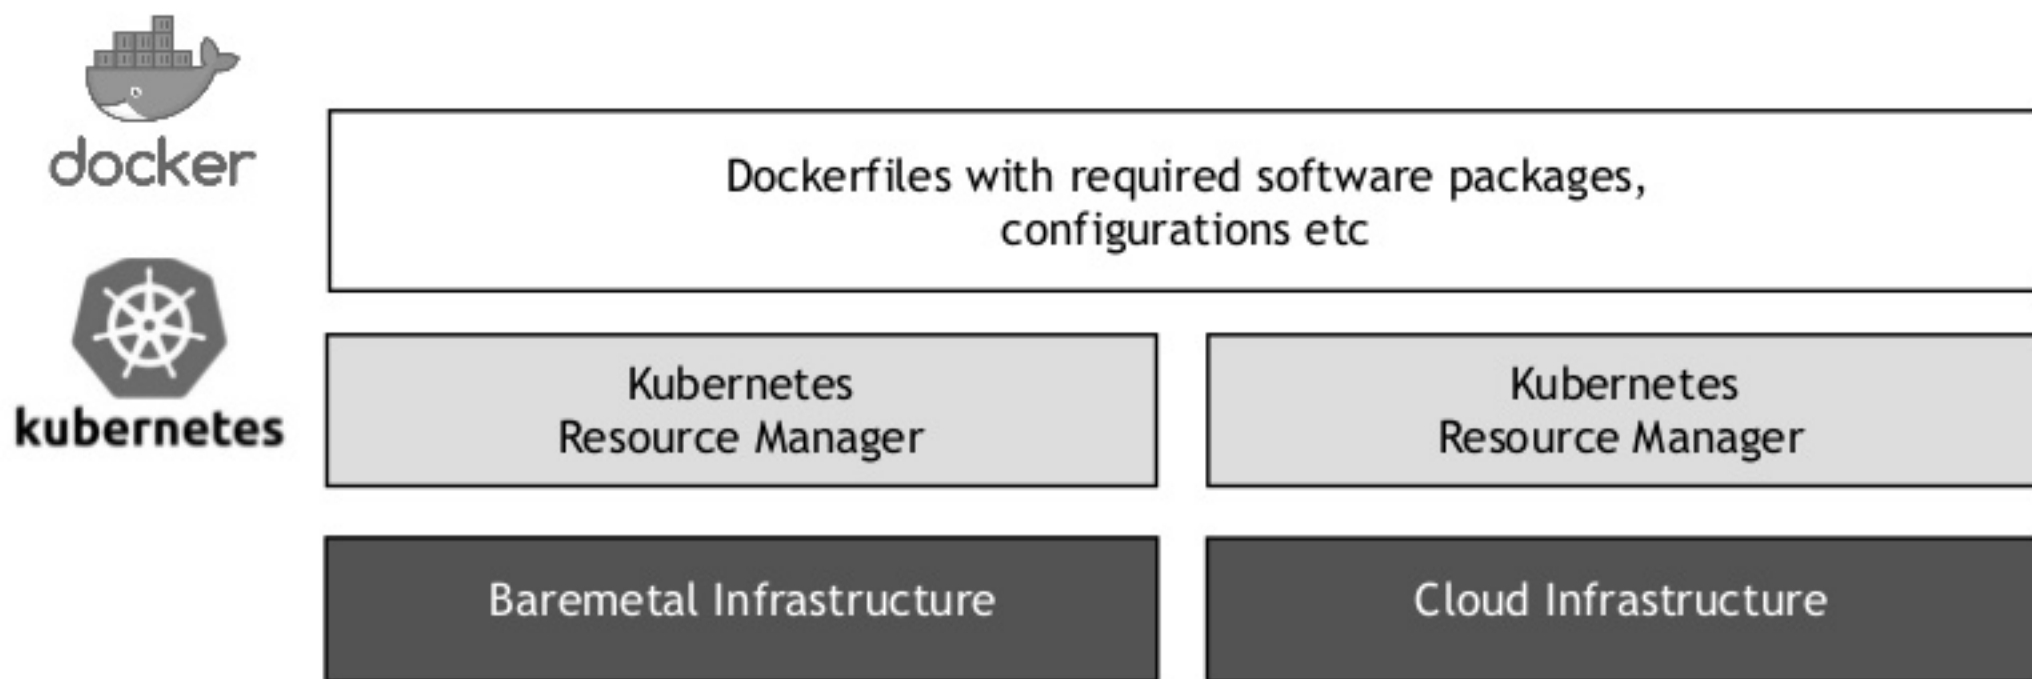 docker
Dockerfiles with required software packages,
configurations etc
kubernetes
Kubernetes
Resource Manager
Kubernetes
Resource Manager
Baremetal Infrastructure
Cloud Infrastructure